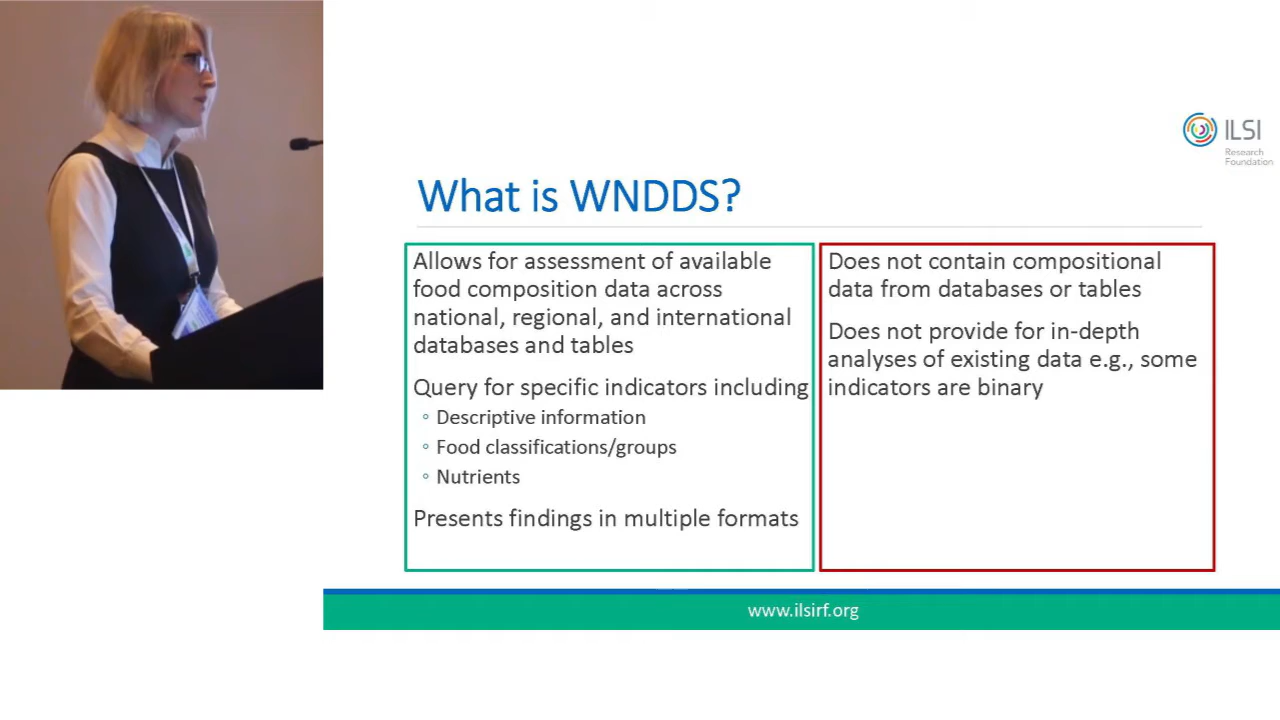 ILSI
Research
Foundation
What is WNDDS?
Allows for assessment of available
food composition data across
national, regional, and international
databases and tables
Query for specific indicators including
◦ Descriptive information
◦ Food classifications/groups
◦ Nutrients
Presents findings in multiple formats
Does not contain compositional
data from databases or tables
Does not provide for in-depth
analyses of existing data e.g., some
indicators are binary
www.ilsirf.org